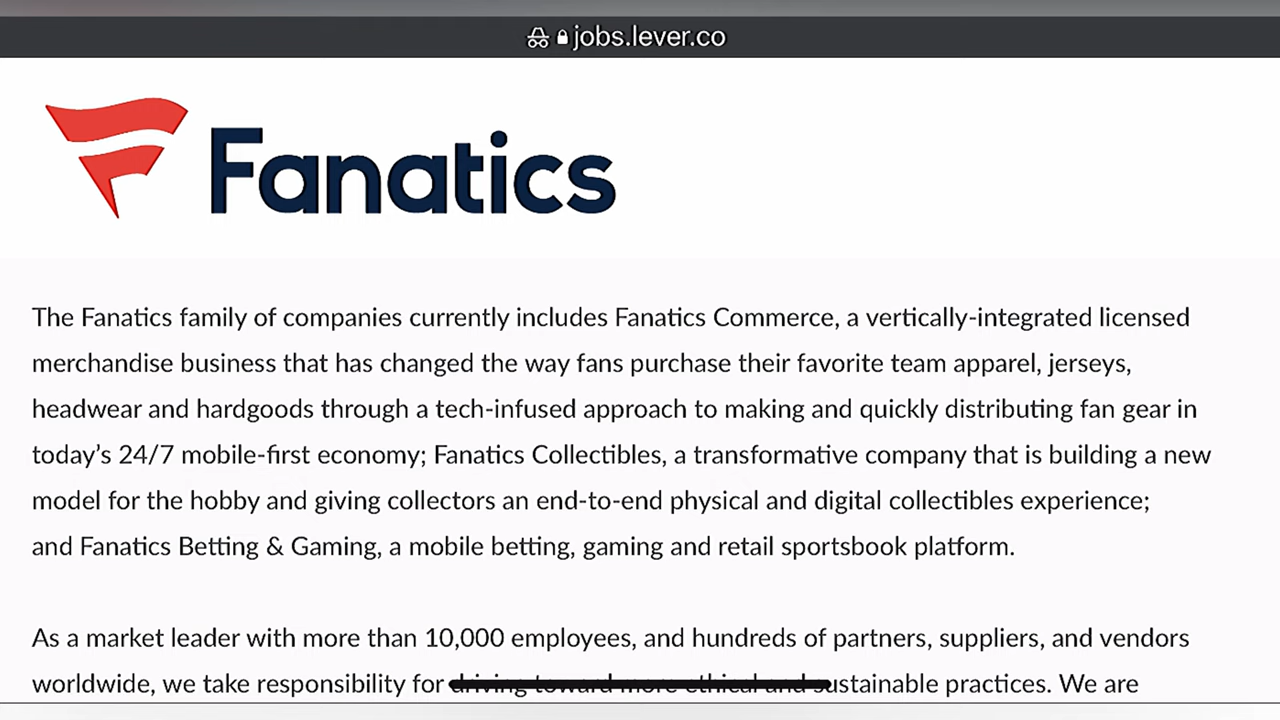 jobs.lever.co
Fanatics
The Fanatics family of companies currently includes Fanatics Commerce, a vertically-integrated licensed
merchandise business that has changed the way fans purchase their favorite team apparel, jerseys,
headwear and hardgoods through a tech-infused approach to making and quickly distributing fan gear in
today’s 24/7 mobile-first economy; Fanatics Collectibles, a transformative company that is building a new
model for the hobby and giving collectors an end-to-end physical and digital collectibles experience;
and Fanatics Betting & Gaming, a mobile betting, gaming and retail sportsbook platform.
As a market leader with more than 10,000 employees, and hundreds of partners, suppliers, and vendors
worldwide, we take responsibility for driving toward more ethical and sustainable practices. We are